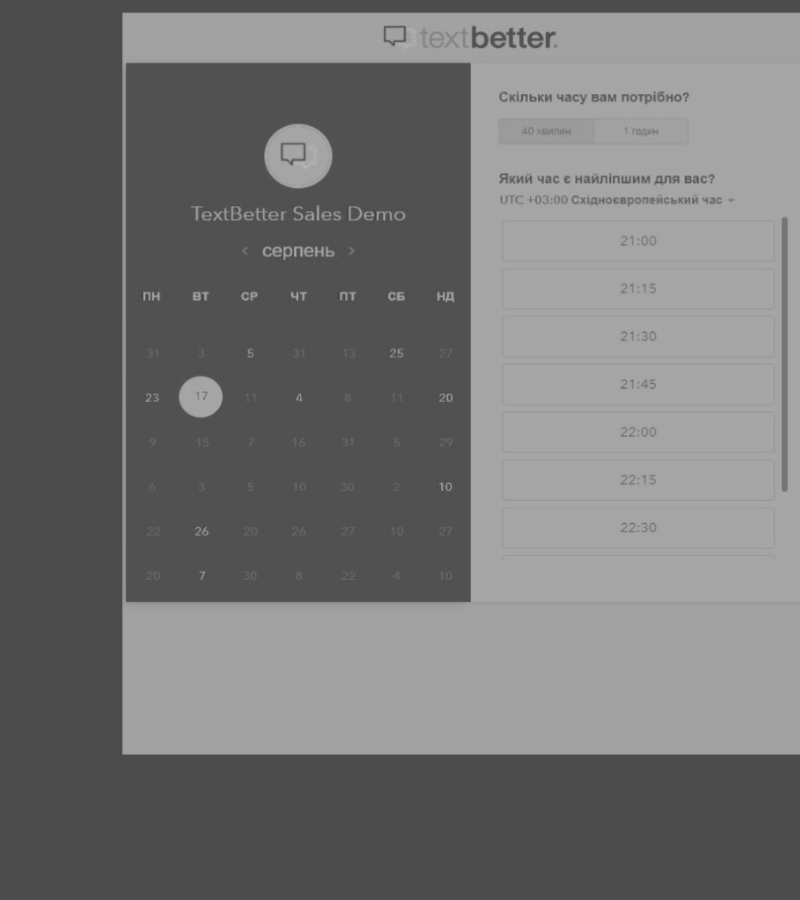 textbetter.
TextBetter Sales Demo
< серпень >
ПН ВТ СР ЧТ ПТ СБ НД
31 3 5 31 13 25 27
23 17 11 4 8 11 20
9 15 7 16 31 5 29
6 3 5 10 30 2 10
22 26 20 26 27 10 27
20 7 30 8 22 4 10
Скільки часу вам потрібно?
40 хвилин 1 годин
Який час є найліпшим для вас?
UTC +03:00 Східноєвропейський час
21:00
21:15
21:30
21:45
22:00
22:15
22:30